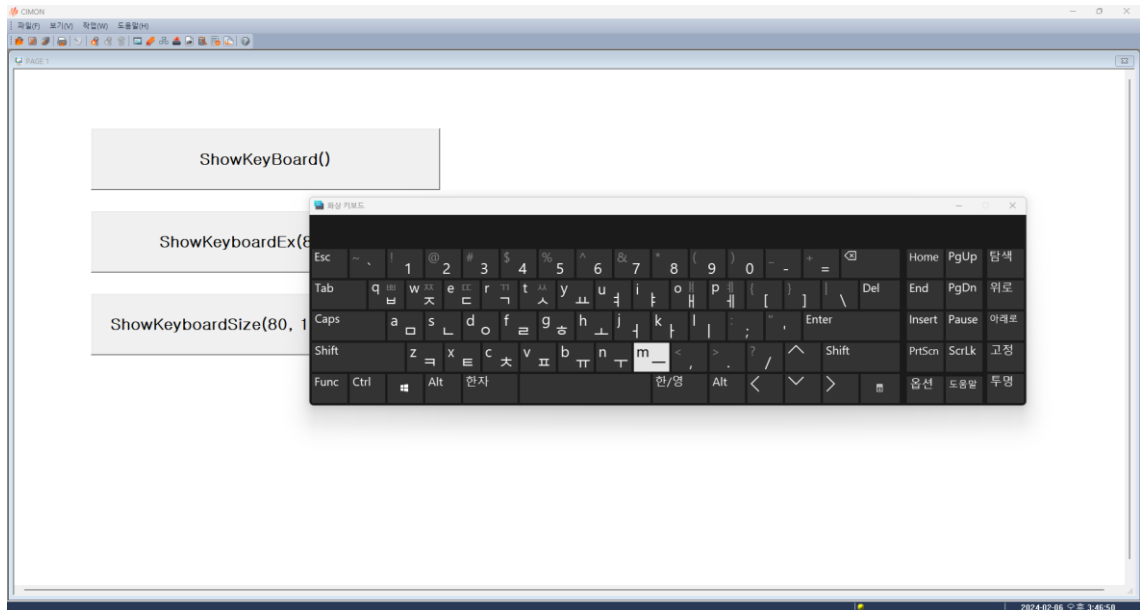 CIMON
파일(F) 보기(V) 작업(W) 도움말(H)
PAGE 1
ShowKeyBoard()
화상 키보드
ShowKeyboardEx(8
ShowKeyboardSize(80, 1
Esc ~ ` ! 1 @ 2 # 3 $ 4 % 5 ^ 6 & 7 * 8 ( 9 ) 0 _ - + = Home PgUp 탐색
Tab q ㅃ ㅂ w ㅉ ㅈ e ㄸ ㄷ r ㄲ ㄱ t ㅆ ㅅ y ㅛ u ㅕ i ㅑ o ㅒ ㅐ p ㅖ ㅔ { [ } ] | \ Del End PgDn 위로
Caps a ㅁ s ㄴ d ㅇ f ㄹ g ㅎ h ㅗ j ㅓ k ㅏ l ㅣ : ; " ' Enter Insert Pause 아래로
Shift z ㅋ x ㅌ c ㅊ v ㅍ b ㅠ n ㅜ m ㅡ < , > . ? / Shift PrtScn ScrLk 고정
Func Ctrl Alt 한자 한/영 Alt 옵션 도움말 투명
2024-02-06 오후 3:46:50